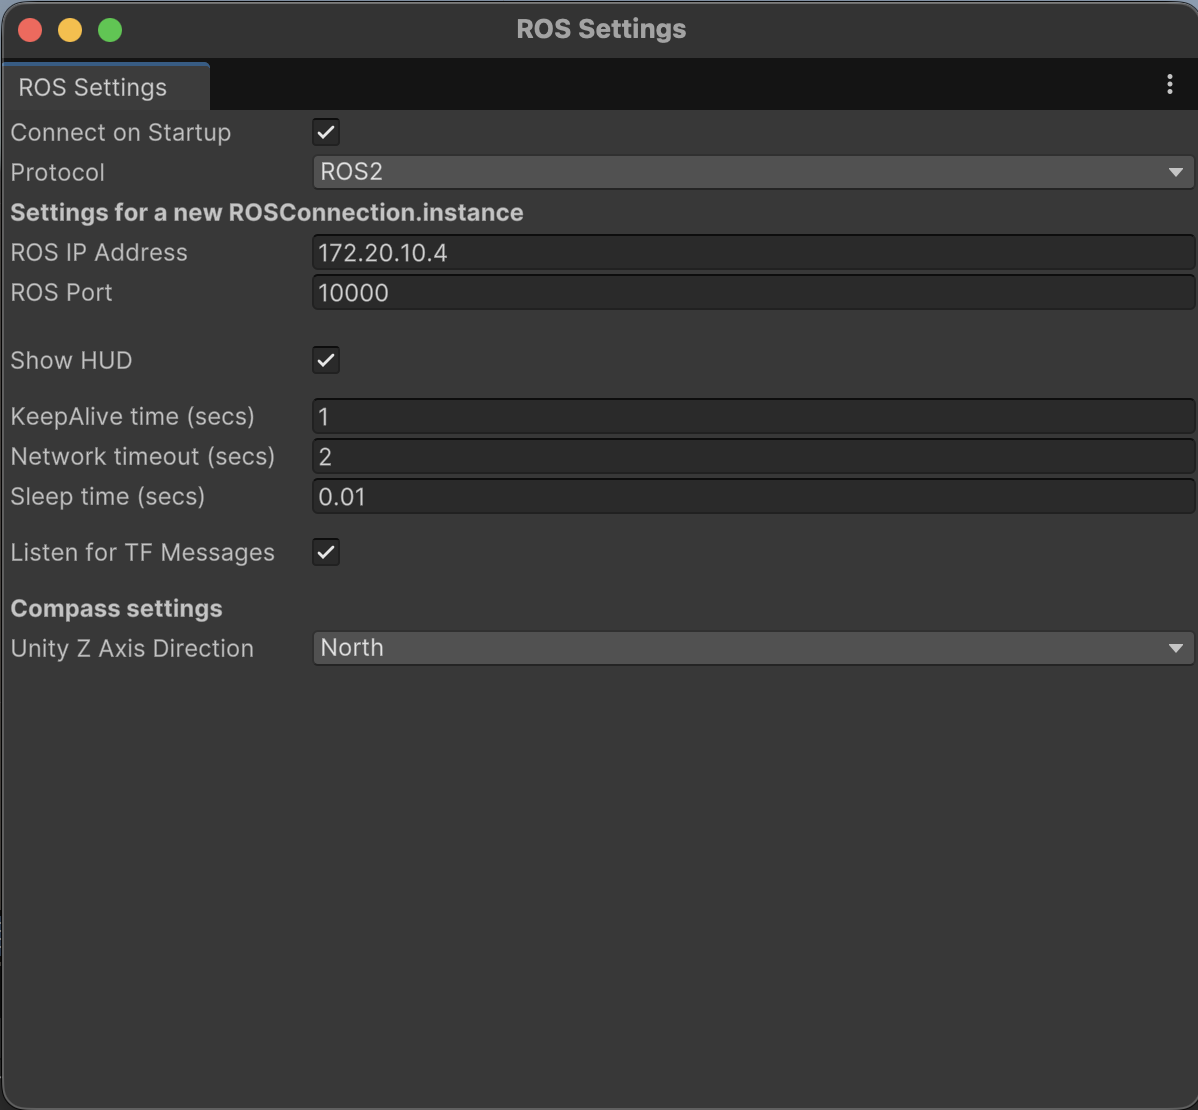 ROS Settings
ROS Settings
Connect on Startup
Protocol ROS2
Settings for a new ROSConnection.instance
ROS IP Address 172.20.10.4
ROS Port 10000
Show HUD
KeepAlive time (secs) 1
Network timeout (secs) 2
Sleep time (secs) 0.01
Listen for TF Messages
Compass settings
Unity Z Axis Direction North